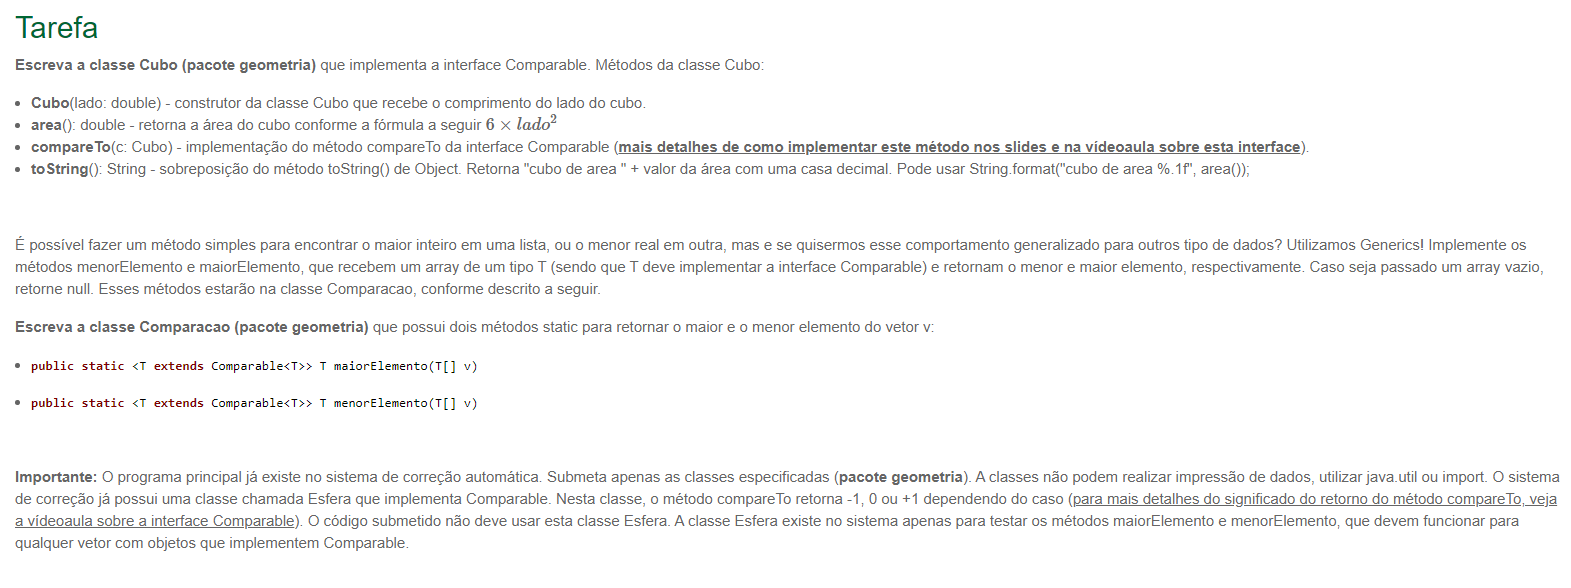 Tarefa
Escreva a classe Cubo (pacote geometria) que implementa a interface Comparable. Métodos da classe Cubo:
• Cubo(lado: double) - construtor da classe Cubo que recebe o comprimento do lado do cubo.
• area(): double - retorna a área do cubo conforme a fórmula a seguir 6 × lado²
• compareTo(c: Cubo) - implementação do método compareTo da interface Comparable (mais detalhes de como implementar este método nos slides e na vídeoaula sobre esta interface).
• toString(): String - sobreposição do método toString() de Object. Retorna "cubo de area " + valor da área com uma casa decimal. Pode usar String.format("cubo de area %.1f", area());
É possível fazer um método simples para encontrar o maior inteiro em uma lista, ou o menor real em outra, mas e se quisermos esse comportamento generalizado para outros tipo de dados? Utilizamos Generics! Implemente os
métodos menorElemento e maiorElemento, que recebem um array de um tipo T (sendo que T deve implementar a interface Comparable) e retornam o menor e maior elemento, respectivamente. Caso seja passado um array vazio,
retorne null. Esses métodos estarão na classe Comparacao, conforme descrito a seguir.
Escreva a classe Comparacao (pacote geometria) que possui dois métodos static para retornar o maior e o menor elemento do vetor v:
• public static <T extends Comparable<T>> T maiorElemento(T[] v)
• public static <T extends Comparable<T>> T menorElemento(T[] v)
Importante: O programa principal já existe no sistema de correção automática. Submeta apenas as classes especificadas (pacote geometria). A classes não podem realizar impressão de dados, utilizar java.util ou import. O sistema
de correção já possui uma classe chamada Esfera que implementa Comparable. Nesta classe, o método compareTo retorna -1, 0 ou +1 dependendo do caso (para mais detalhes do significado do retorno do método compareTo, veja
a vídeoaula sobre a interface Comparable). O código submetido não deve usar esta classe Esfera. A classe Esfera existe no sistema apenas para testar os métodos maiorElemento e menorElemento, que devem funcionar para
qualquer vetor com objetos que implementem Comparable.